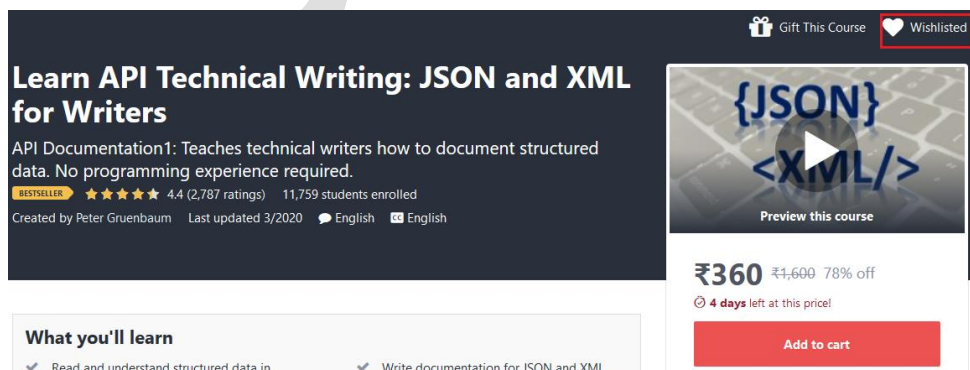 Gift This Course Wishlisted
Learn API Technical Writing: JSON and XML
for Writers
API Documentation1: Teaches technical writers how to document structured
data. No programming experience required.
BESTSELLER 4.4 (2,787 ratings) 11,759 students enrolled
Created by Peter Gruenbaum Last updated 3/2020 English CC English
{JSON}
<XML/>
Preview this course
₹360 ₹1,600 78% off
4 days left at this price!
Add to cart
What you'll learn
Read and understand structured data in Write documentation for JSON and XML